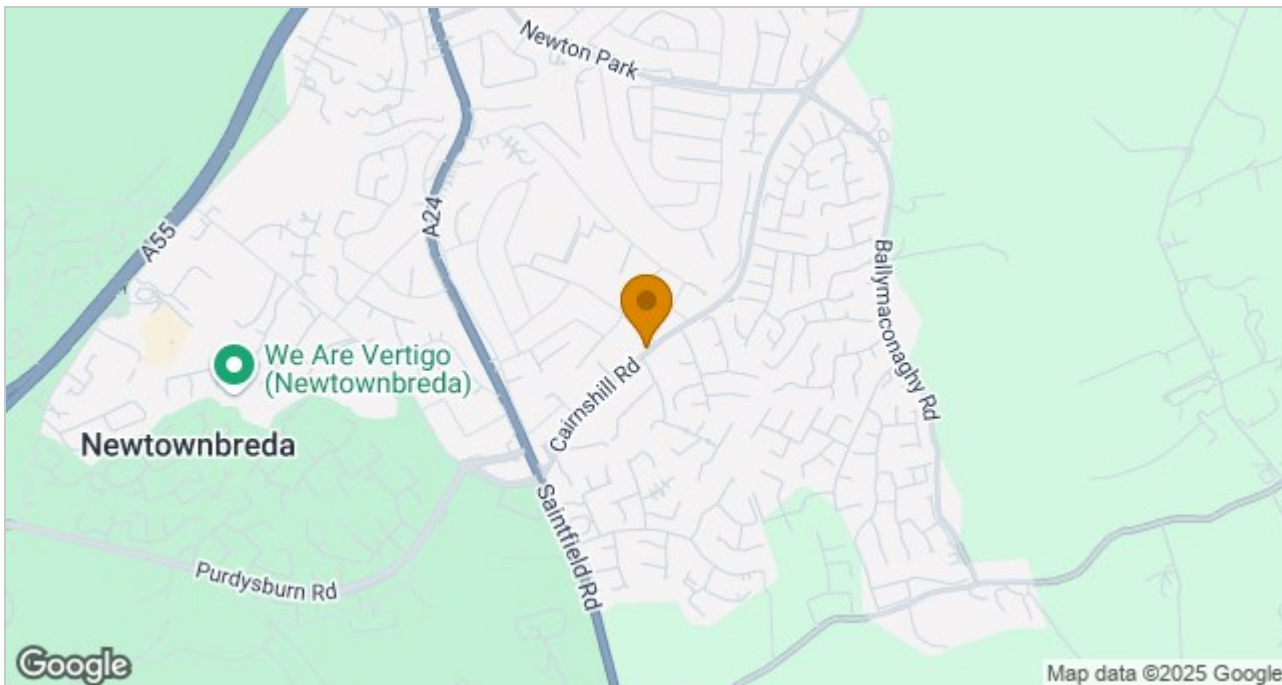 Newton Park
A24
A55
Ballymaconaghy Rd
We Are Vertigo
(Newtownbreda)
Cairnshill Rd
Newtownbreda
Saintfield Rd
Purdysburn Rd
Google
Map data ©2025 Google